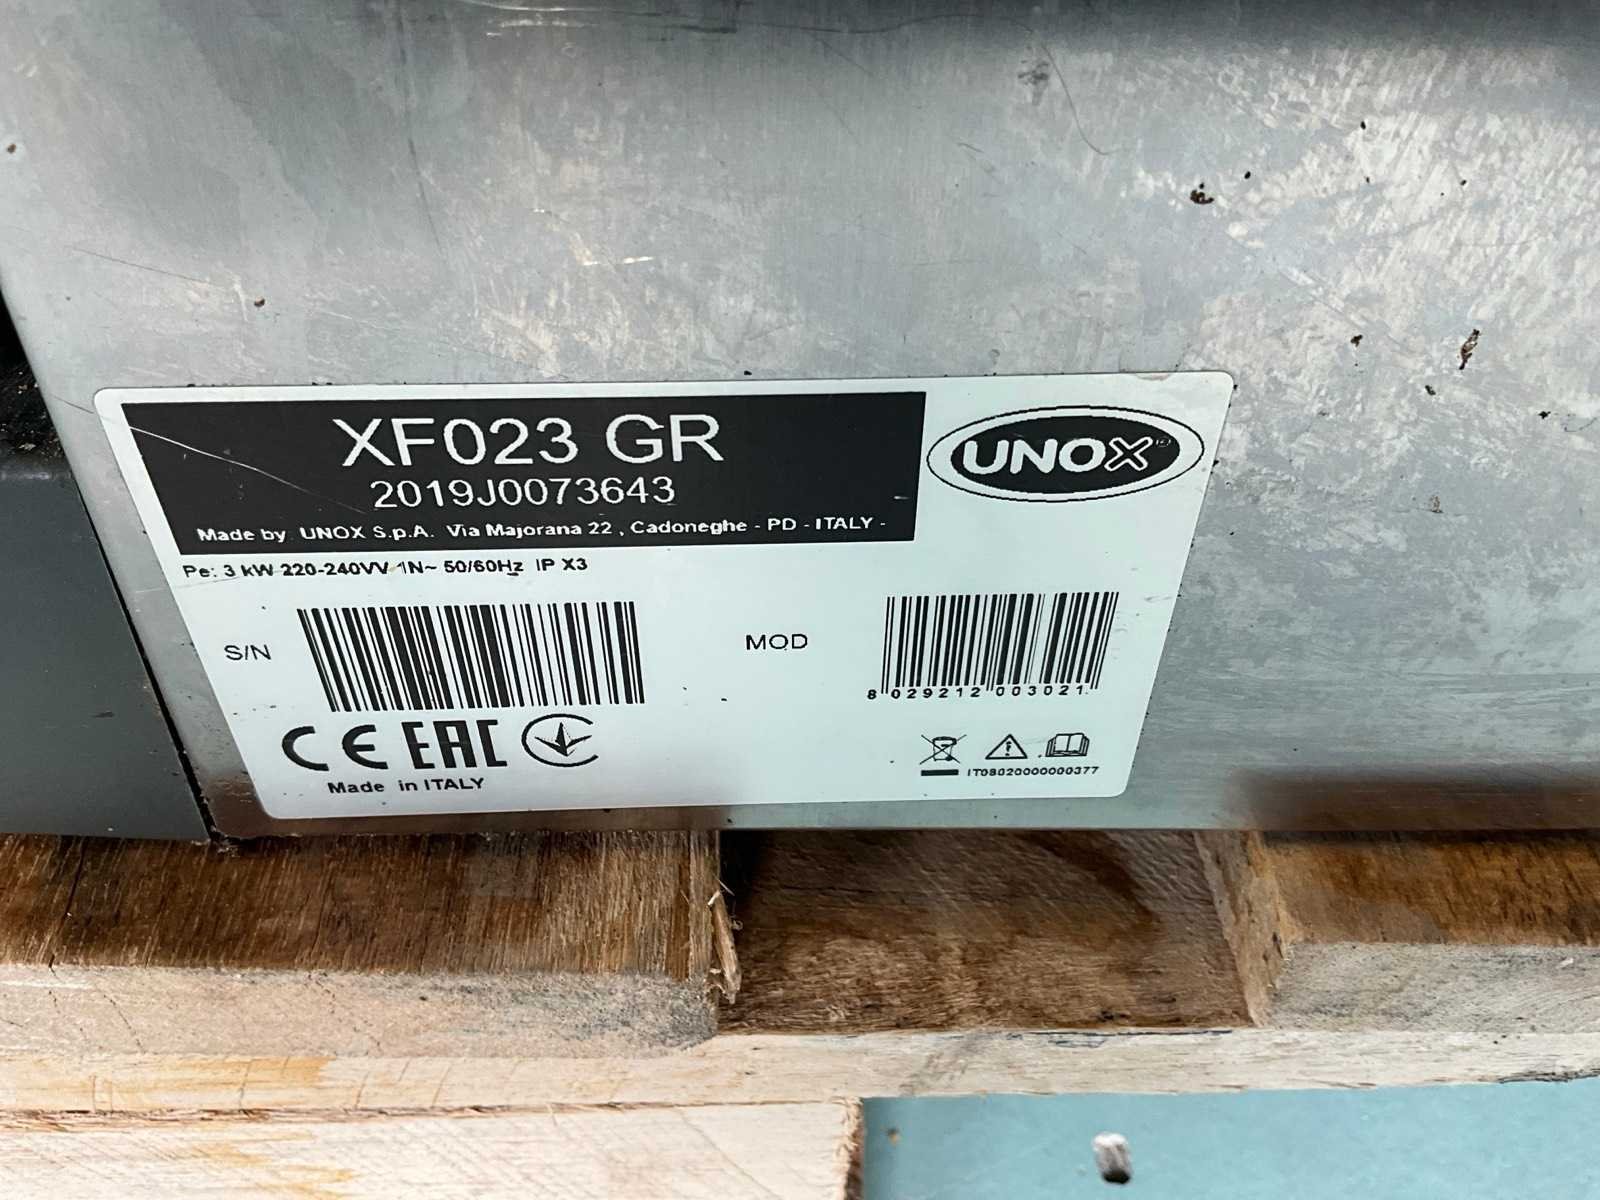 XF023 GR
2019J0073643
Made by UNOX S.p.A. Via Majorana 22 , Cadoneghe - PD - ITALY -
UNOX®
Pe: 3 kW 220-240VV 1N~ 50/60Hz IP X3
S/N
MOD
8 029212 003021
CE EAC
Made in ITALY
IT08020000000377